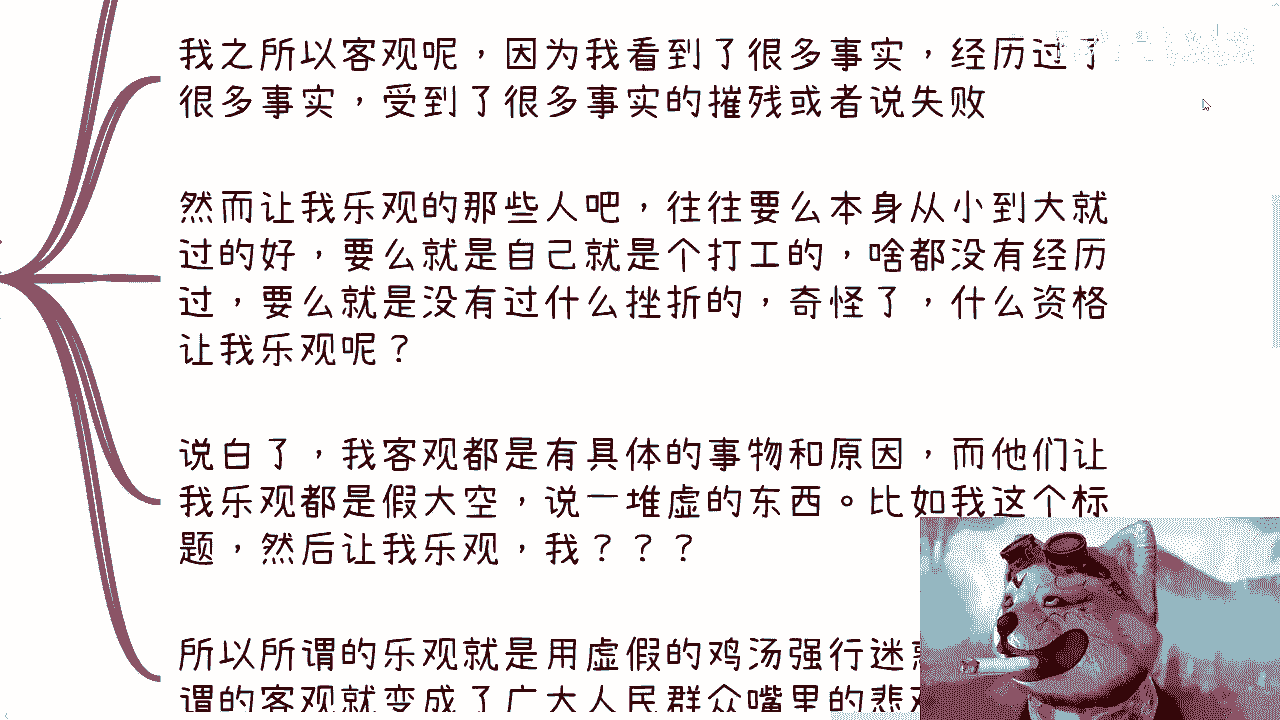 我之所以客观呢，因为我看到了很多事实，经历过了
很多事实，受到了很多事实的摧残或者说失败
然而让我乐观的那些人吧，往往要么本身从小到大就
过的好，要么就是自己就是个打工的，啥都没有经历
过，要么就是没有过什么挫折的，奇怪了，什么资格
让我乐观呢？
说白了，我客观都是有具体的事物和原因，而他们让
我乐观都是假大空，说一堆虚的东西。比如我这个标
题，然后让我乐观，我？？？
所以所谓的乐观就是用虚假的鸡汤强行迷
谓的客观就变成了广大人民群众嘴里的悲